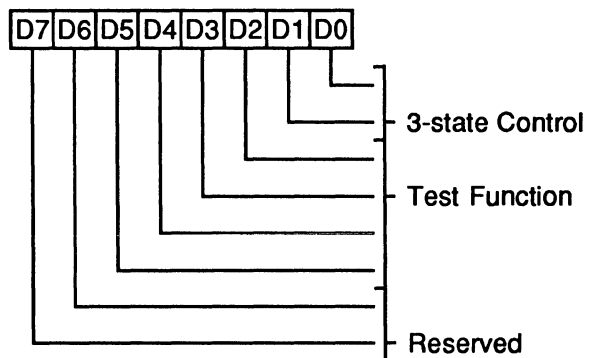 D7 D6 D5 D4 D3 D2 D1 D0
3-state Control
Test Function
Reserved